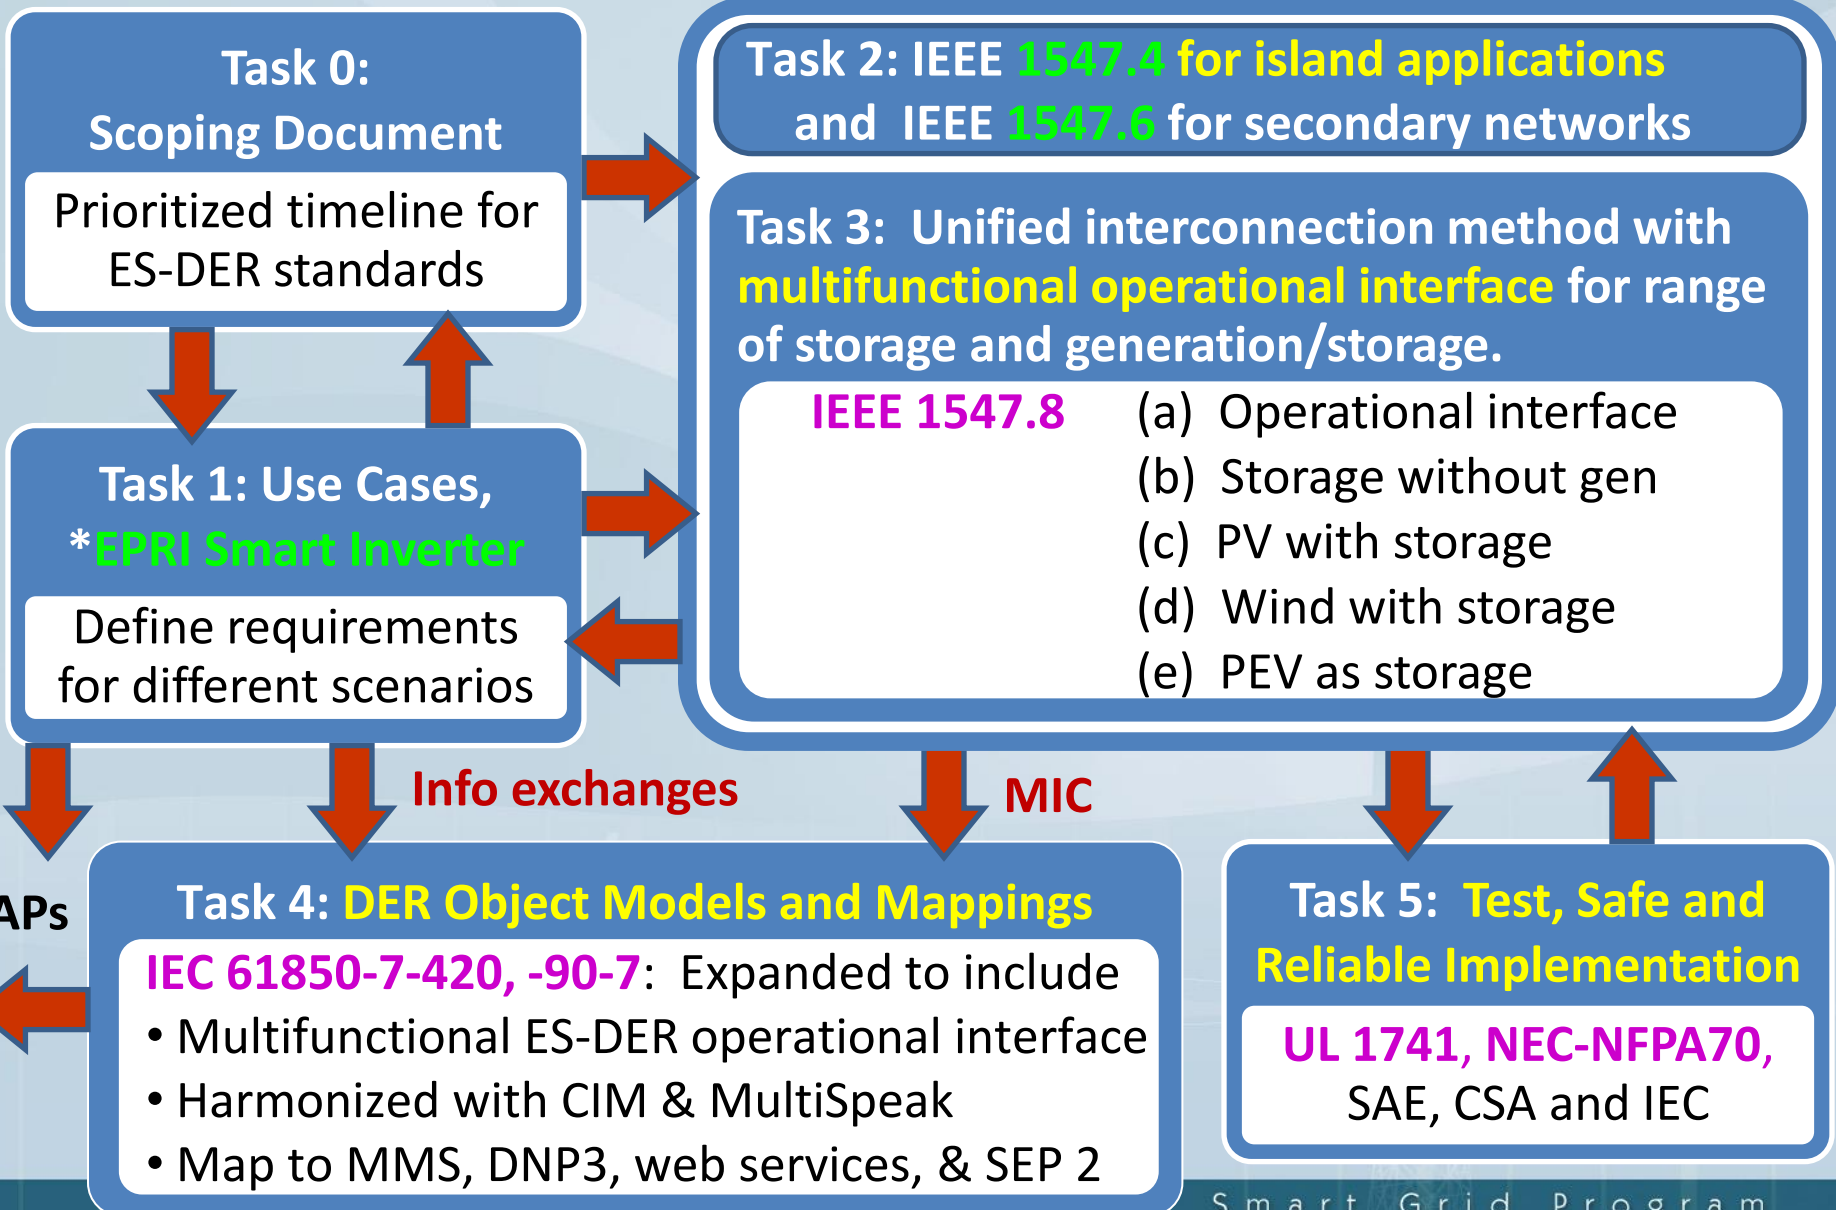 Task 0:
Scoping Document
Prioritized timeline for
ES-DER standards
Task 2: IEEE 1547.4 for island applications
and IEEE 1547.6 for secondary networks
Task 3: Unified interconnection method with
multifunctional operational interface for range
of storage and generation/storage.
IEEE 1547.8 (a) Operational interface
(b) Storage without gen
(c) PV with storage
(d) Wind with storage
(e) PEV as storage
Task 1: Use Cases,
*EPRI Smart Inverter
Define requirements
for different scenarios
Info exchanges
MIC
APs
Task 4: DER Object Models and Mappings
IEC 61850-7-420, -90-7: Expanded to include
• Multifunctional ES-DER operational interface
• Harmonized with CIM & MultiSpeak
• Map to MMS, DNP3, web services, & SEP 2
Task 5: Test, Safe and
Reliable Implementation
UL 1741, NEC-NFPA70,
SAE, CSA and IEC
Smart Grid Program